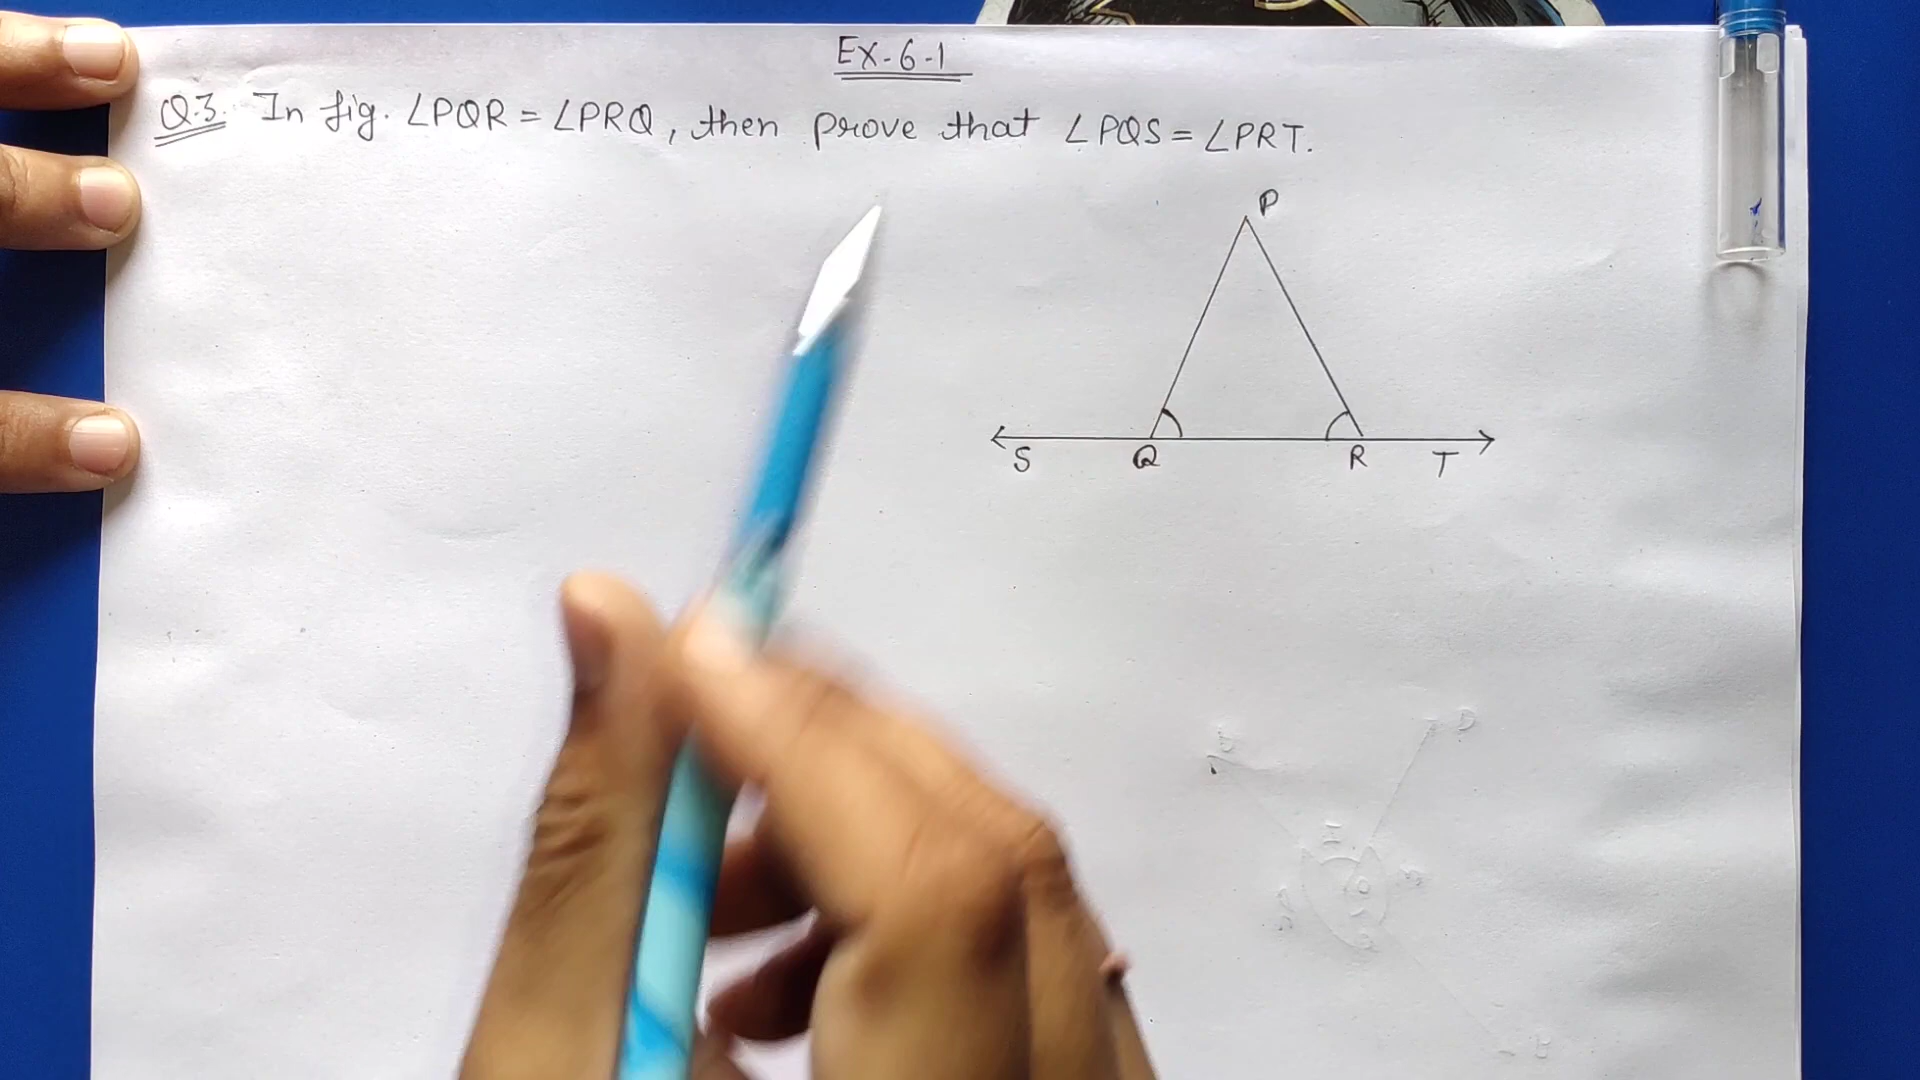 Ex-6.1
Q.3. In fig. ∠PQR = ∠PRQ, then prove that ∠PQS = ∠PRT.
P
S Q R T